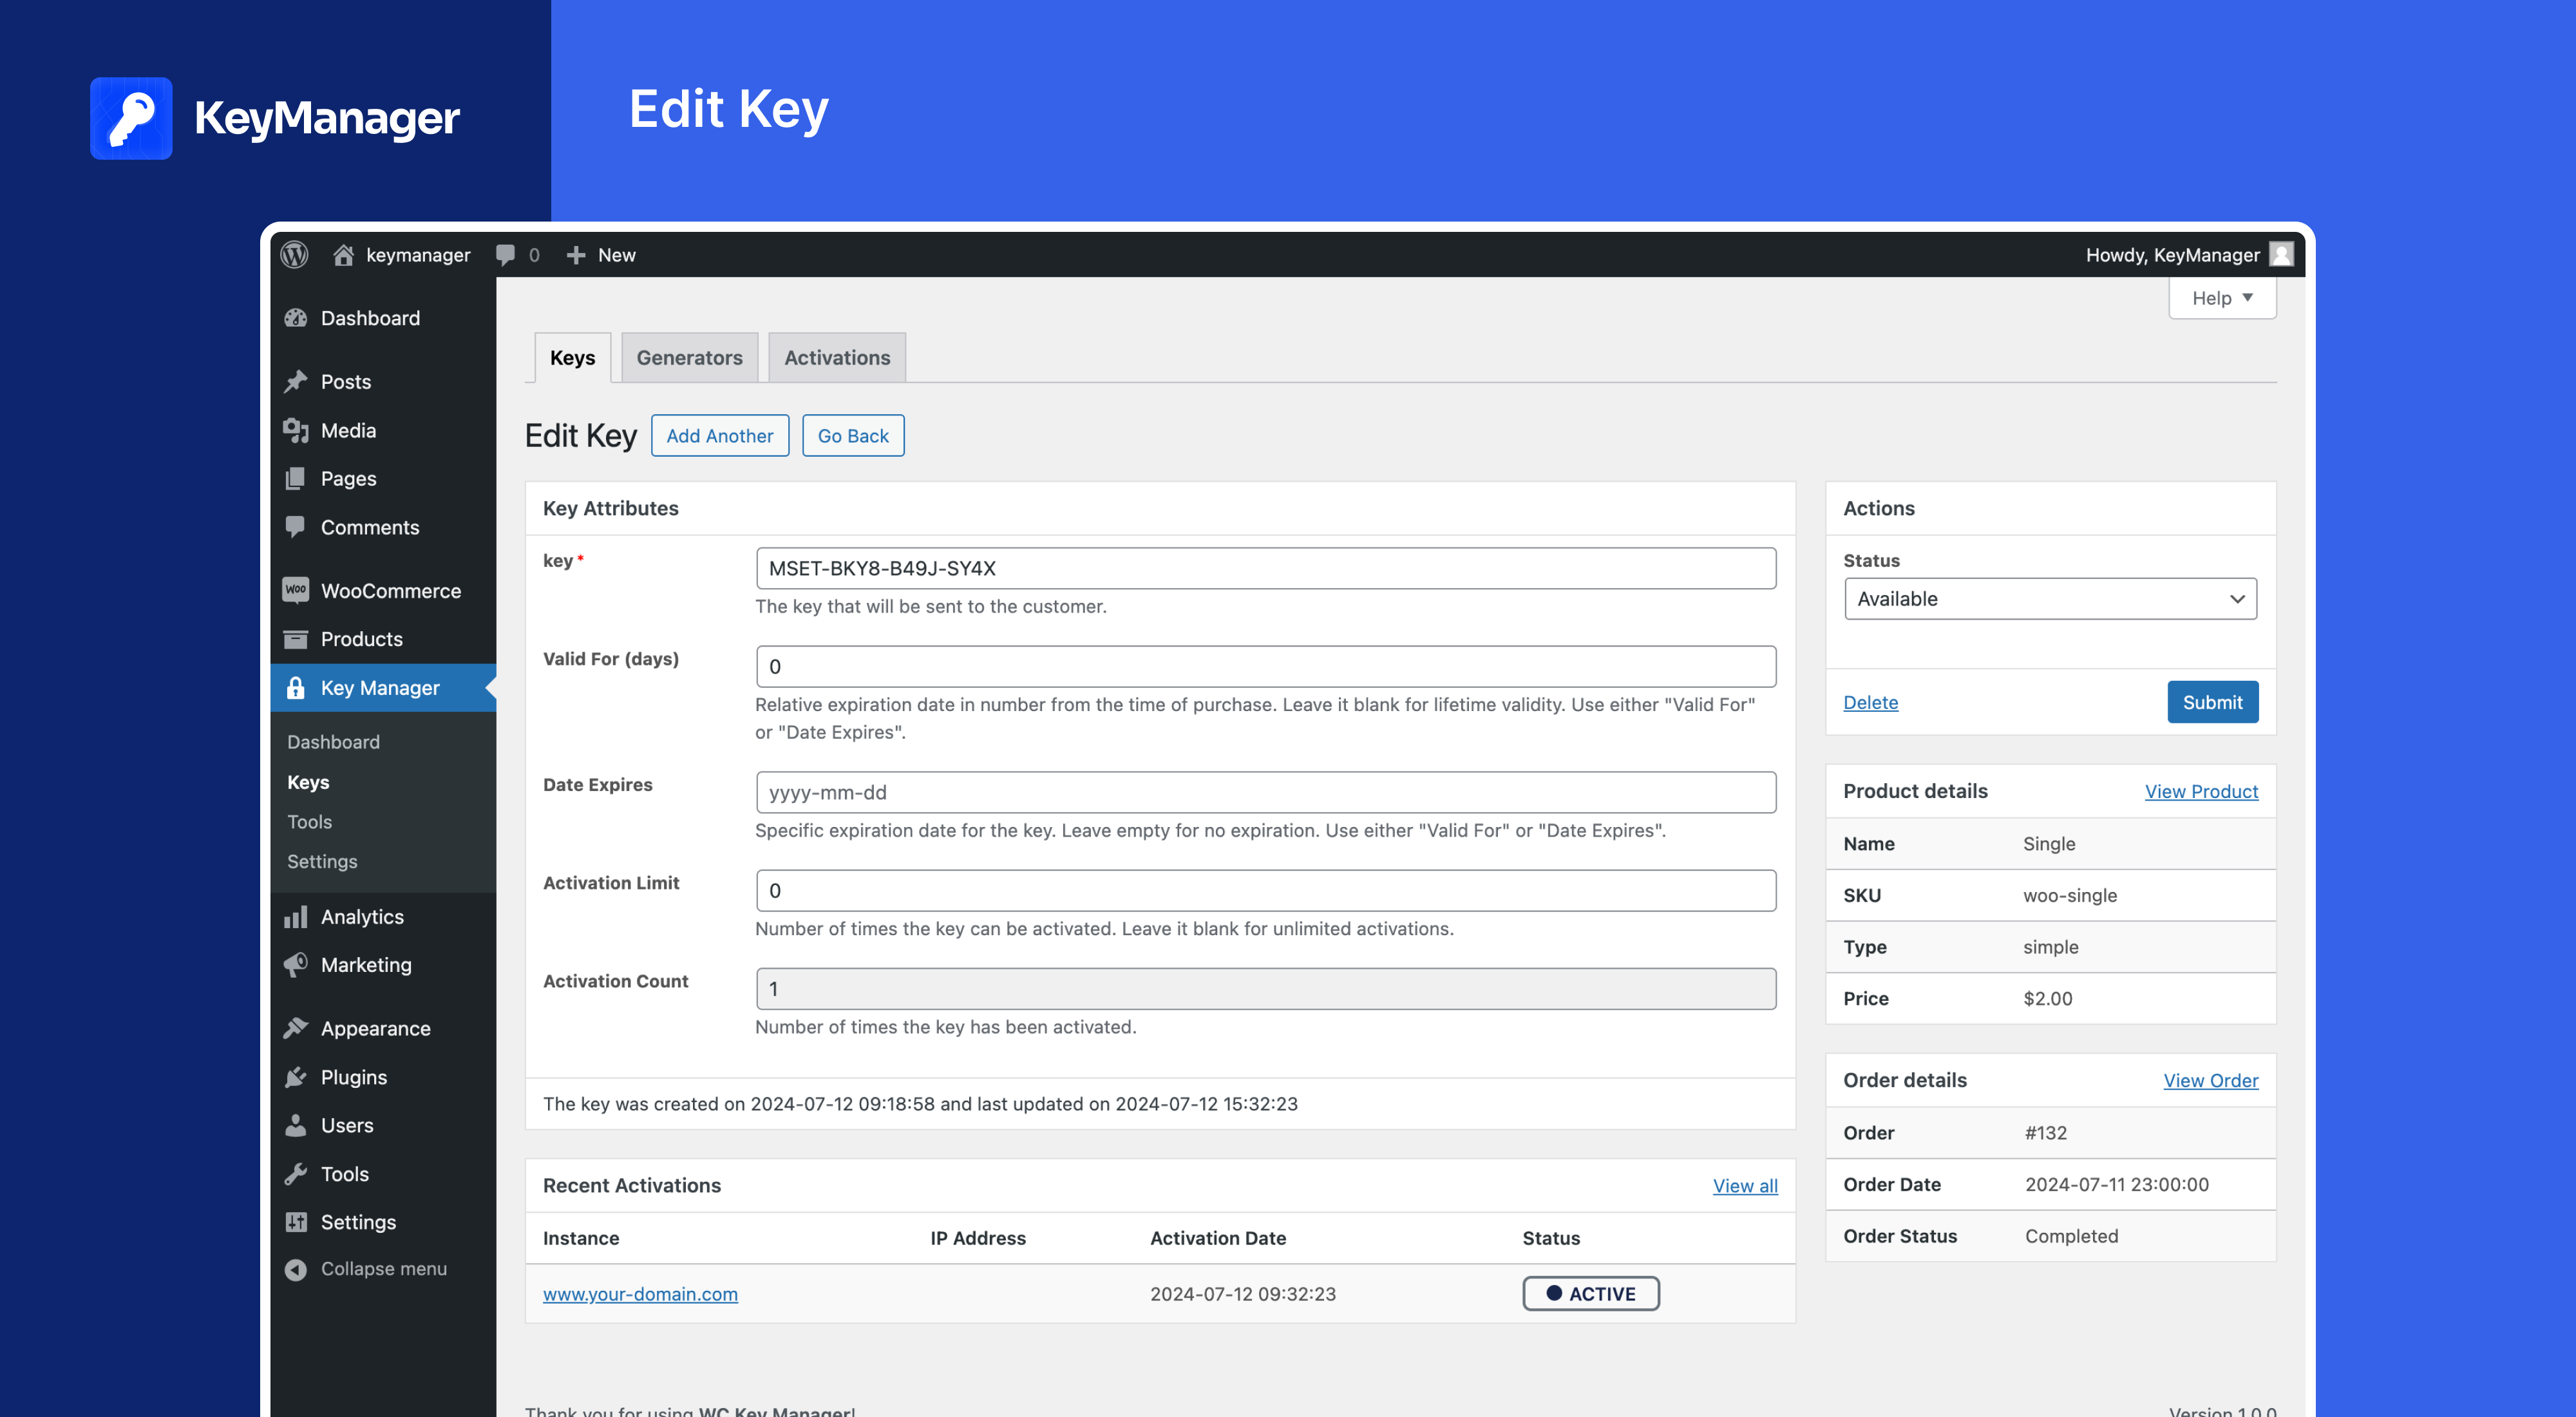 KeyManager
Edit Key
keymanager 0 New
Howdy, KeyManager
Help
Dashboard
Posts
Media
Pages
Comments
Woo WooCommerce
Products
Key Manager
Dashboard
Keys
Tools
Settings
Analytics
Marketing
Appearance
Plugins
Users
Tools
Settings
Collapse menu
Keys Generators Activations
Edit Key Add Another Go Back
Key Attributes
key *
MSET-BKY8-B49J-SY4X
The key that will be sent to the customer.
Valid For (days)
0
Relative expiration date in number from the time of purchase. Leave it blank for lifetime validity. Use either "Valid For"
or "Date Expires".
Date Expires
yyyy-mm-dd
Specific expiration date for the key. Leave empty for no expiration. Use either "Valid For" or "Date Expires".
Activation Limit
0
Number of times the key can be activated. Leave it blank for unlimited activations.
Activation Count
1
Number of times the key has been activated.
The key was created on 2024-07-12 09:18:58 and last updated on 2024-07-12 15:32:23
Recent Activations View all
Instance IP Address Activation Date Status
www.your-domain.com 2024-07-12 09:32:23 ACTIVE
Actions
Status
Available
Delete Submit
Product details View Product
Name Single
SKU woo-single
Type simple
Price $2.00
Order details View Order
Order #132
Order Date 2024-07-11 23:00:00
Order Status Completed
Thank you for using WC Key Manager!
Version 1.0.0